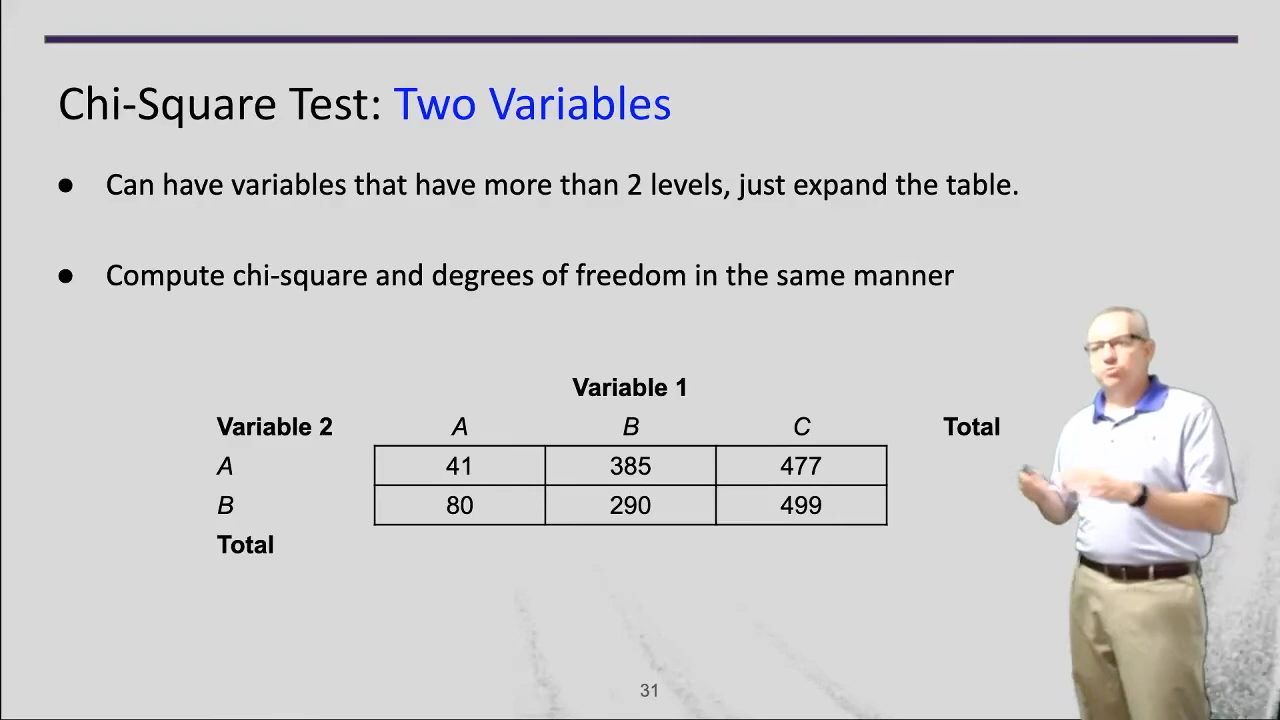 Chi-Square Test: Two Variables
● Can have variables that have more than 2 levels, just expand the table.
● Compute chi-square and degrees of freedom in the same manner
Variable 1
Variable 2 A B C Total
A 41 385 477
B 80 290 499
Total
31